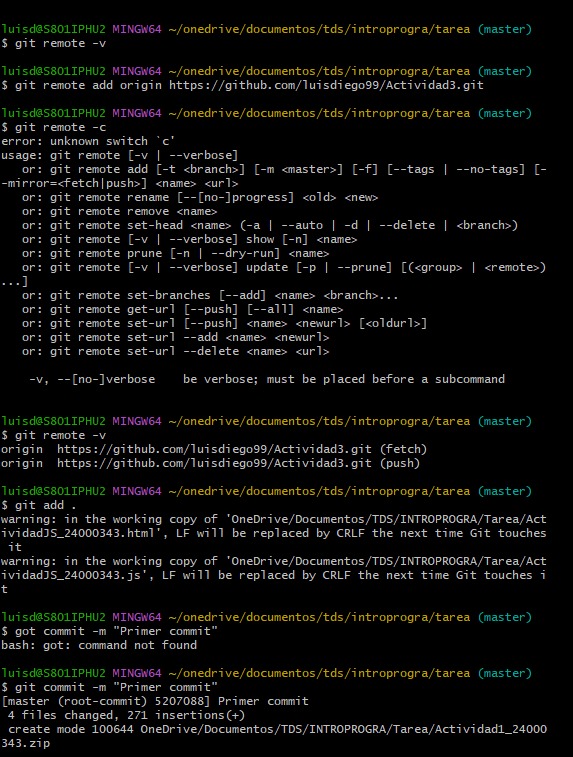 luisd@S8O1IPHU2 MINGW64 ~/onedrive/documentos/tds/introprogra/tarea (master)
$ git remote -v
luisd@S8O1IPHU2 MINGW64 ~/onedrive/documentos/tds/introprogra/tarea (master)
$ git remote add origin https://github.com/luisdiego99/Actividad3.git
luisd@S8O1IPHU2 MINGW64 ~/onedrive/documentos/tds/introprogra/tarea (master)
$ git remote -c
error: unknown switch `c'
usage: git remote [-v | --verbose]
   or: git remote add [-t <branch>] [-m <master>] [-f] [--tags | --no-tags] [-
-mirror=<fetch|push>] <name> <url>
   or: git remote rename [--[no-]progress] <old> <new>
   or: git remote remove <name>
   or: git remote set-head <name> (-a | --auto | -d | --delete | <branch>)
   or: git remote [-v | --verbose] show [-n] <name>
   or: git remote prune [-n | --dry-run] <name>
   or: git remote [-v | --verbose] update [-p | --prune] [(<group> | <remote>)
...]
   or: git remote set-branches [--add] <name> <branch>...
   or: git remote get-url [--push] [--all] <name>
   or: git remote set-url [--push] <name> <newurl> [<oldurl>]
   or: git remote set-url --add <name> <newurl>
   or: git remote set-url --delete <name> <url>
    -v, --[no-]verbose    be verbose; must be placed before a subcommand
luisd@S8O1IPHU2 MINGW64 ~/onedrive/documentos/tds/introprogra/tarea (master)
$ git remote -v
origin  https://github.com/luisdiego99/Actividad3.git (fetch)
origin  https://github.com/luisdiego99/Actividad3.git (push)
luisd@S8O1IPHU2 MINGW64 ~/onedrive/documentos/tds/introprogra/tarea (master)
$ git add .
warning: in the working copy of 'OneDrive/Documentos/TDS/INTROPROGRA/Tarea/Act
ividadJS_24000343.html', LF will be replaced by CRLF the next time Git touches
 it
warning: in the working copy of 'OneDrive/Documentos/TDS/INTROPROGRA/Tarea/Act
ividadJS_24000343.js', LF will be replaced by CRLF the next time Git touches i
t
luisd@S8O1IPHU2 MINGW64 ~/onedrive/documentos/tds/introprogra/tarea (master)
$ got commit -m "Primer commit"
bash: got: command not found
luisd@S8O1IPHU2 MINGW64 ~/onedrive/documentos/tds/introprogra/tarea (master)
$ git commit -m "Primer commit"
[master (root-commit) 5207088] Primer commit
 4 files changed, 271 insertions(+)
 create mode 100644 OneDrive/Documentos/TDS/INTROPROGRA/Tarea/Actividad1_24000
343.zip